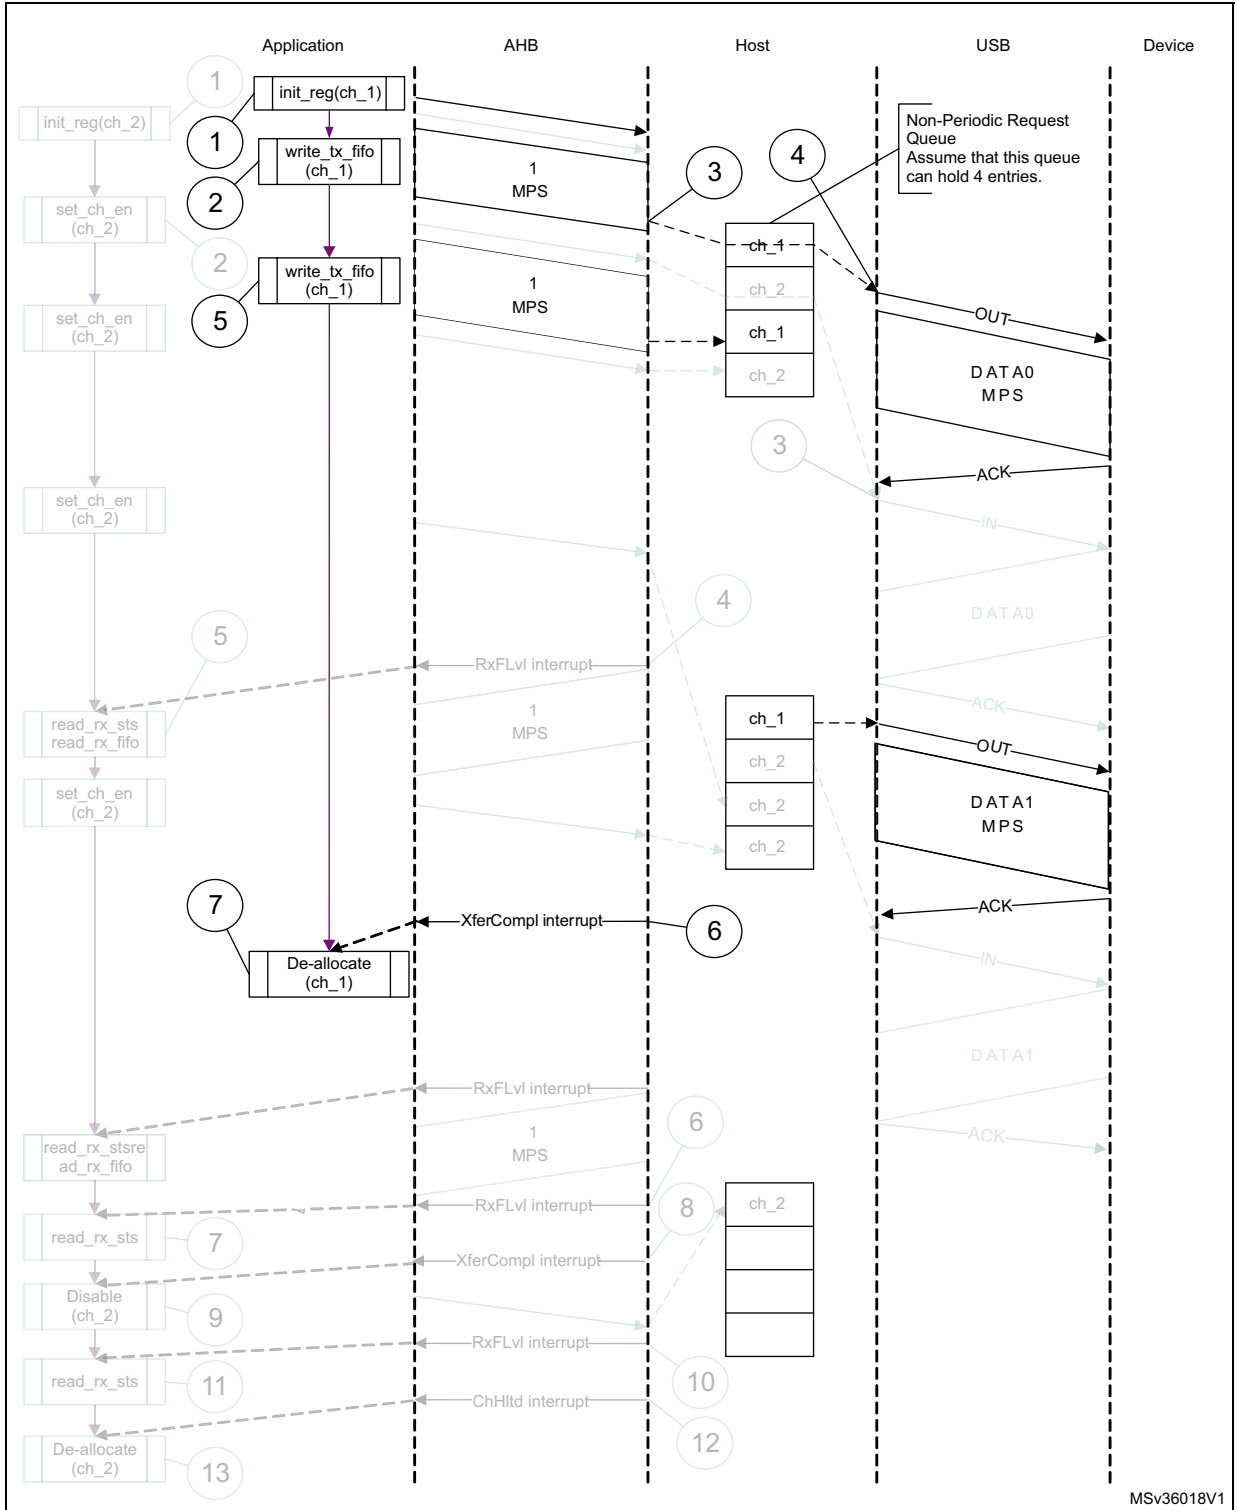 Application
AHB
Host
USB
Device
1
init_reg(ch_1)
init_reg(ch_2)
1
Non-Periodic Request
Queue
Assume that this queue
can hold 4 entries.
write_tx_fifo
(ch_1)
1
MPS
3
4
2
set_ch_en
(ch_2)
2
ch_1
write_tx_fifo
(ch_1)
1
MPS
ch_2
5
set_ch_en
(ch_2)
ch_1
OUT
ch_2
DATA0
MPS
3
ACK
set_ch_en
(ch_2)
IN
4
DATA0
5
RxFLvl interrupt
ACK
read_rx_sts
read_rx_fifo
1
MPS
ch_1
OUT
ch_2
set_ch_en
(ch_2)
ch_2
DATA1
MPS
ch_2
7
XferCompl interrupt
6
ACK
De-allocate
(ch_1)
IN
DATA1
RxFLvl interrupt
read_rx_stsre
ad_rx_fifo
1
MPS
6
ACK
RxFLvl interrupt
8
ch_2
read_rx_sts
7
XferCompl interrupt
Disable
(ch_2)
9
RxFLvl interrupt
read_rx_sts
11
10
ChHltd interrupt
De-allocate
(ch_2)
12
13
MSv36018V1